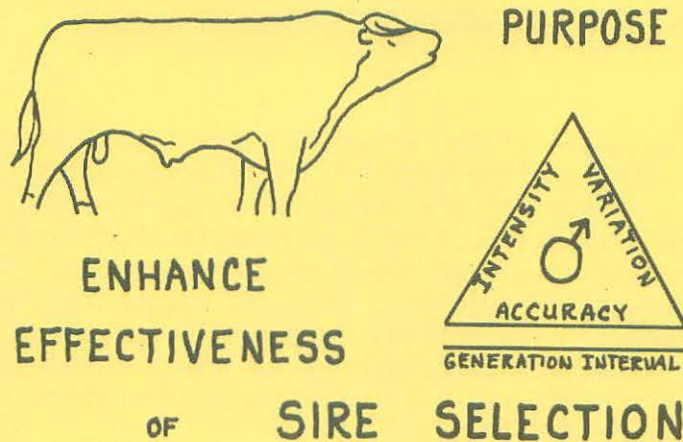 PURPOSE
INTENSITY
VARIATION
ACCURACY
GENERATION INTERVAL
ENHANCE
EFFECTIVENESS
OF SIRE SELECTION